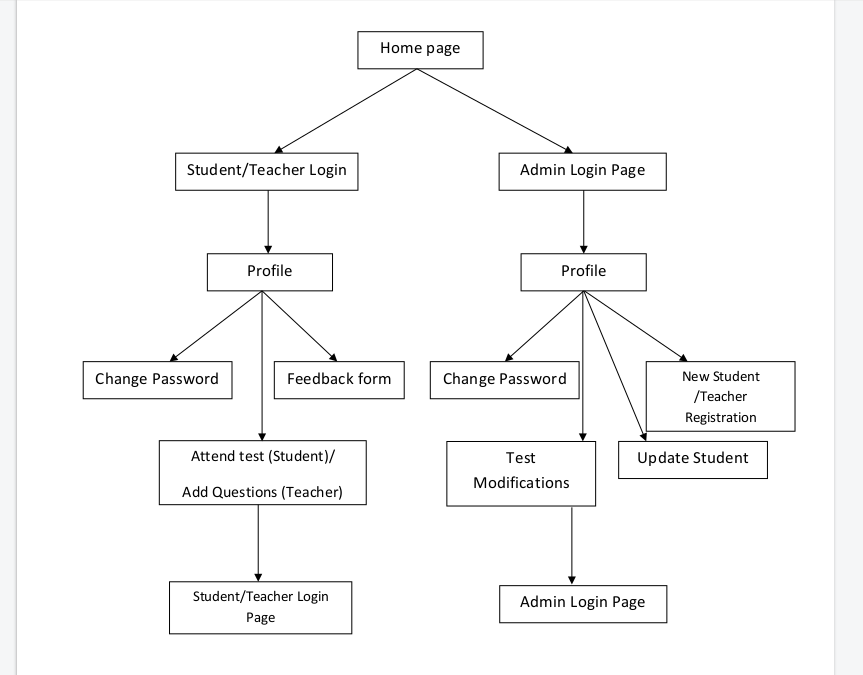 Home page
Student/Teacher Login
Admin Login Page
Profile
Profile
Change Password
Feedback form
Change Password
New Student
/Teacher
Registration
Attend test (Student)/
Add Questions (Teacher)
Test
Modifications
Update Student
Student/Teacher Login
Page
Admin Login Page